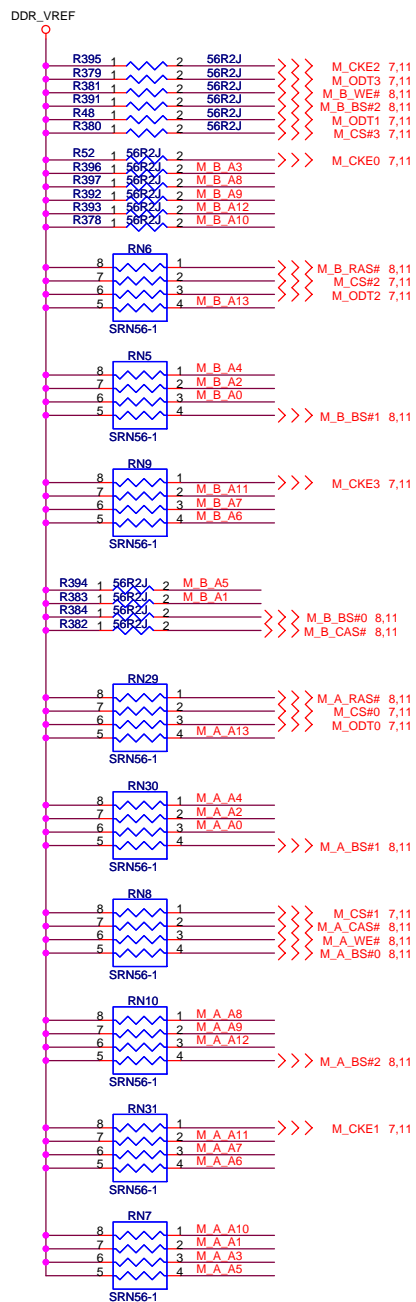 DDR_VREF
R395 1 2 56R2J M_CKE2 7,11
R379 1 2 56R2J M_ODT3 7,11
R381 1 2 56R2J M_B_WE# 8,11
R391 1 2 56R2J M_B_BS#2 8,11
R48 1 2 56R2J M_ODT1 7,11
R380 1 2 56R2J M_CS#3 7,11
R52 1 56R2J 2 M_CKE0 7,11
R396 1 56R2J 2 M_B_A3
R397 1 56R2J 2 M_B_A8
R392 1 56R2J 2 M_B_A9
R393 1 56R2J 2 M_B_A12
R378 1 56R2J 2 M_B_A10
RN6
8 1 M_B_RAS# 8,11
7 2 M_CS#2 7,11
6 3 M_ODT2 7,11
5 4 M_B_A13
SRN56-1
RN5
8 1 M_B_A4
7 2 M_B_A2
6 3 M_B_A0
5 4 M_B_BS#1 8,11
SRN56-1
RN9
8 1 M_CKE3 7,11
7 2 M_B_A11
6 3 M_B_A7
5 4 M_B_A6
SRN56-1
R394 1 56R2J 2 M_B_A5
R383 1 56R2J 2 M_B_A1
R384 1 56R2J 2 M_B_BS#0 8,11
R382 1 56R2J 2 M_B_CAS# 8,11
RN29
8 1 M_A_RAS# 8,11
7 2 M_CS#0 7,11
6 3 M_ODT0 7,11
5 4 M_A_A13
SRN56-1
RN30
8 1 M_A_A4
7 2 M_A_A2
6 3 M_A_A0
5 4 M_A_BS#1 8,11
SRN56-1
RN8
8 1 M_CS#1 7,11
7 2 M_A_CAS# 8,11
6 3 M_A_WE# 8,11
5 4 M_A_BS#0 8,11
SRN56-1
RN10
8 1 M_A_A8
7 2 M_A_A9
6 3 M_A_A12
5 4 M_A_BS#2 8,11
SRN56-1
RN31
8 1 M_CKE1 7,11
7 2 M_A_A11
6 3 M_A_A7
5 4 M_A_A6
SRN56-1
RN7
8 1 M_A_A10
7 2 M_A_A1
6 3 M_A_A3
5 4 M_A_A5
SRN56-1